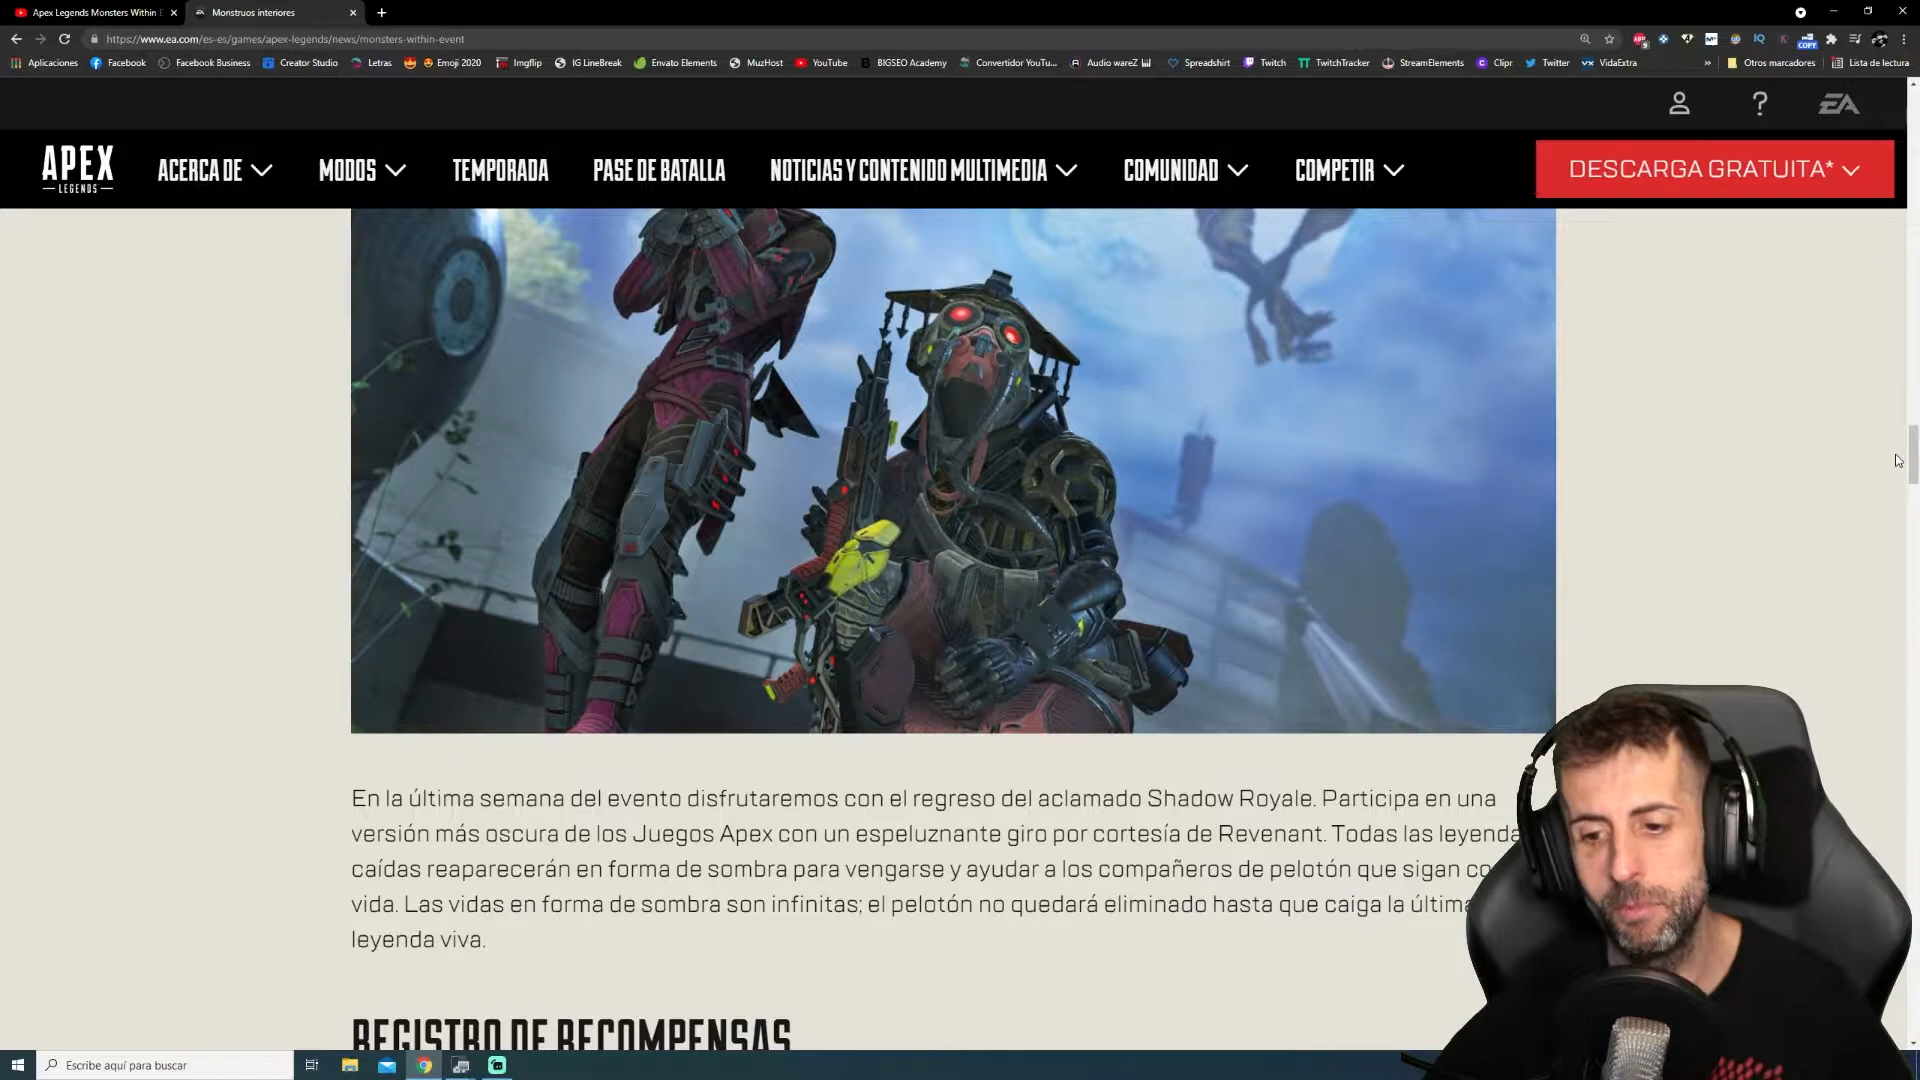 Apex Legends Monsters Within E
Monstruos interiores
https://www.ea.com/es-es/games/apex-legends/news/monsters-within-event
Aplicaciones
Facebook
Facebook Business
Creator Studio
Letras
Emoji 2020
Imgflip
IG LineBreak
Envato Elements
MuzHost
YouTube
BIGSEO Academy
Convertidor YouTu...
Audio wareZ
Spreadshirt
Twitch
TwitchTracker
StreamElements
Clipr
Twitter
VidaExtra
»
Otros marcadores
Lista de lectura
IQ
COPY
EA
APEX
LEGENDS
ACERCA DE
MODOS
TEMPORADA
PASE DE BATALLA
NOTICIAS Y CONTENIDO MULTIMEDIA
COMUNIDAD
COMPETIR
DESCARGA GRATUITA*
En la última semana del evento disfrutaremos con el regreso del aclamado Shadow Royale. Participa en una
versión más oscura de los Juegos Apex con un espeluznante giro por cortesía de Revenant. Todas las leyenda
caídas reaparecerán en forma de sombra para vengarse y ayudar a los compañeros de pelotón que sigan co
vida. Las vidas en forma de sombra son infinitas; el pelotón no quedará eliminado hasta que caiga la última
leyenda viva.
REGISTRO DE RECOMPENSAS
Escribe aquí para buscar